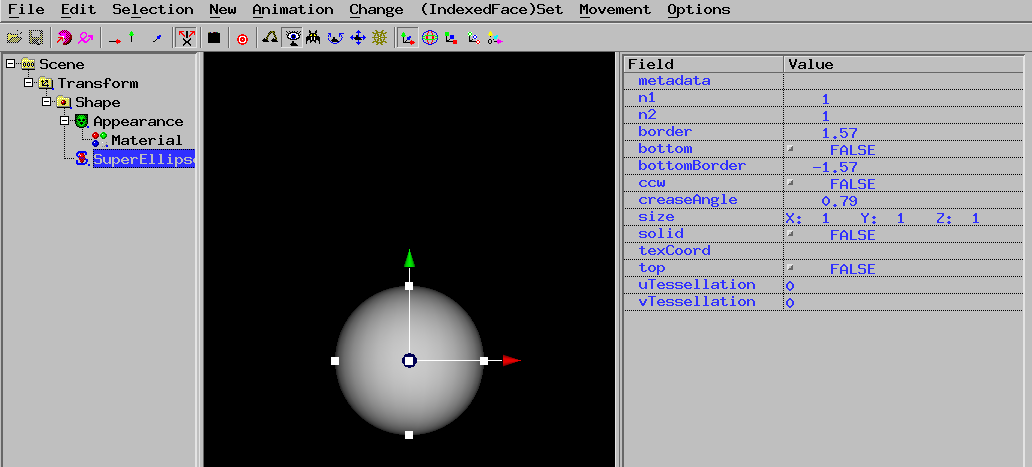 File Edit Selection New Animation Change (IndexedFace)Set Movement Options
Scene
Transform
Shape
Appearance
Material
SuperEllipso
Field Value
metadata
n1 1
n2 1
border 1.57
bottom FALSE
bottomBorder -1.57
ccw FALSE
creaseAngle 0.79
size X: 1 Y: 1 Z: 1
solid FALSE
texCoord
top FALSE
uTessellation 0
vTessellation 0